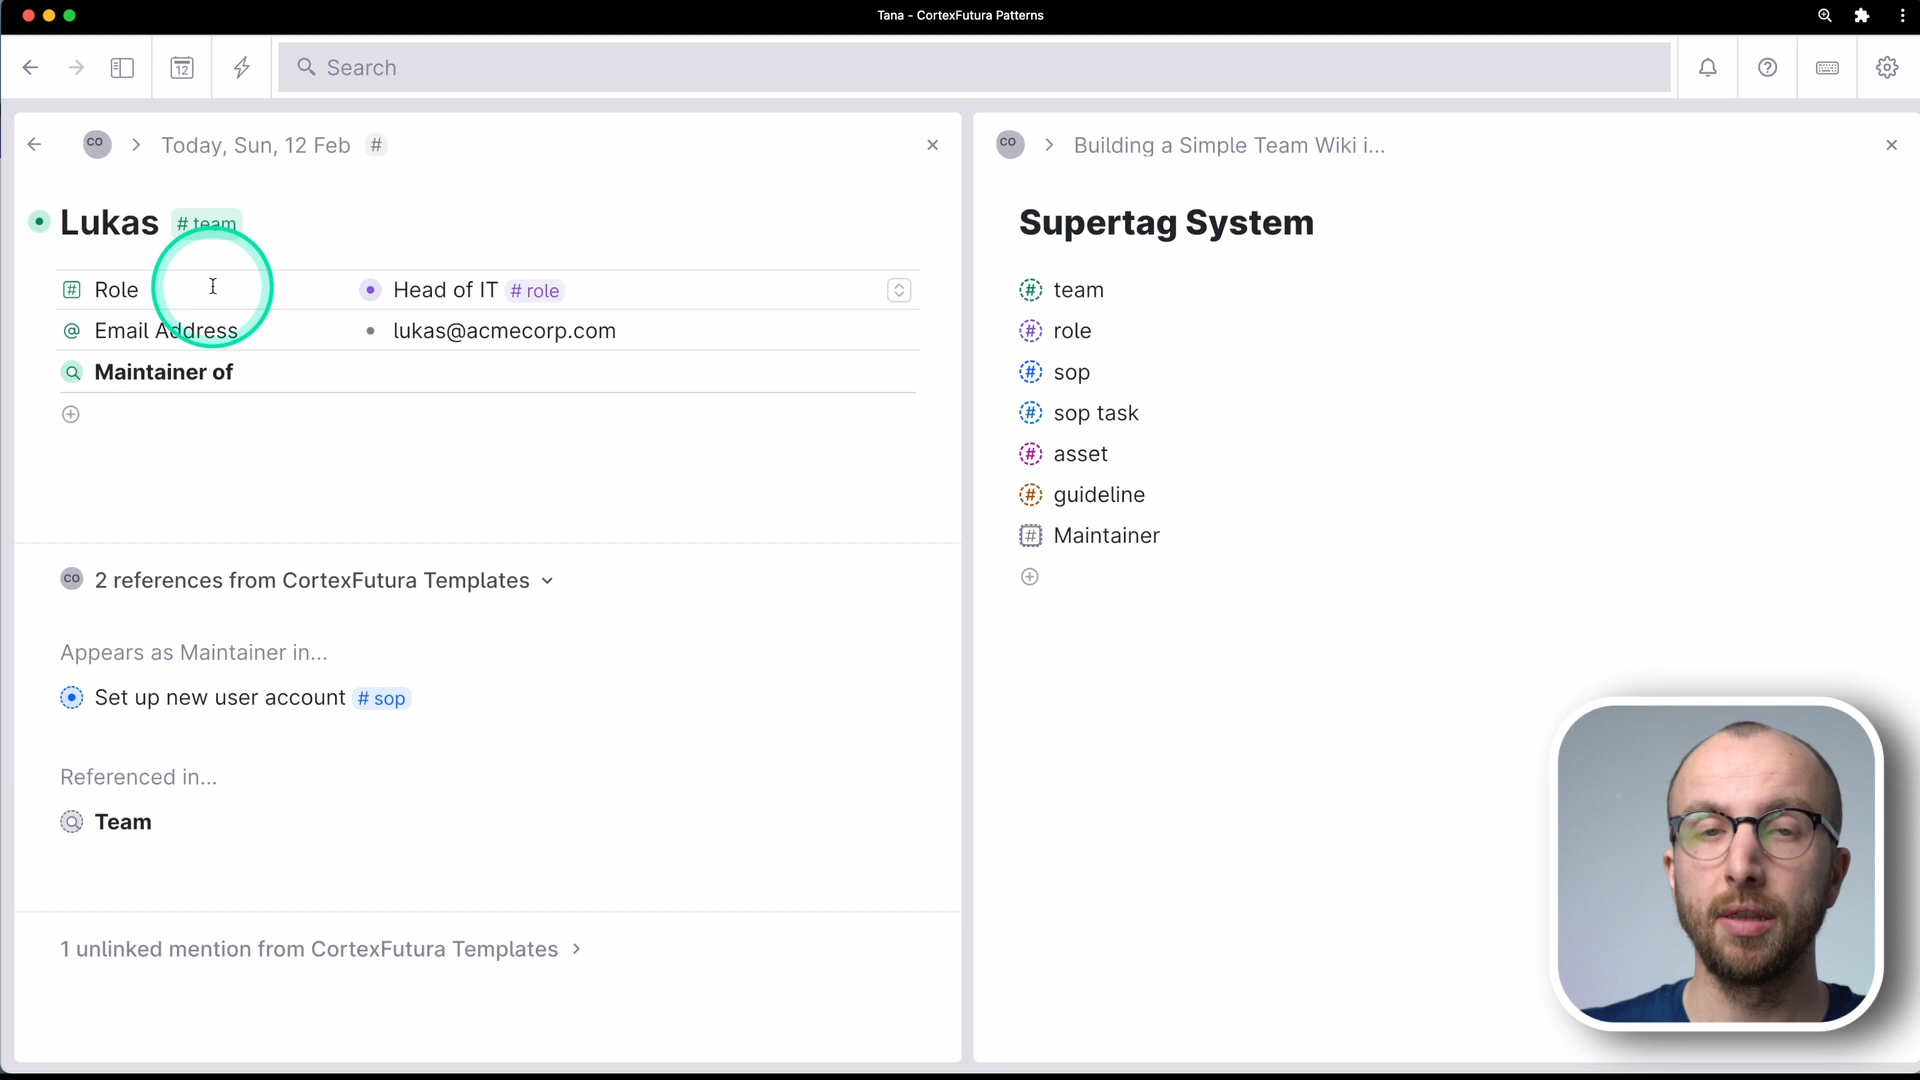 Tana - CortexFutura Patterns
12
Search
CO > Today, Sun, 12 Feb #
Lukas # team
Role Head of IT # role
Email Address lukas@acmecorp.com
Maintainer of
CO 2 references from CortexFutura Templates
Appears as Maintainer in...
Set up new user account # sop
Referenced in...
Team
1 unlinked mention from CortexFutura Templates >
CO > Building a Simple Team Wiki i...
Supertag System
# team
# role
# sop
# sop task
# asset
# guideline
# Maintainer